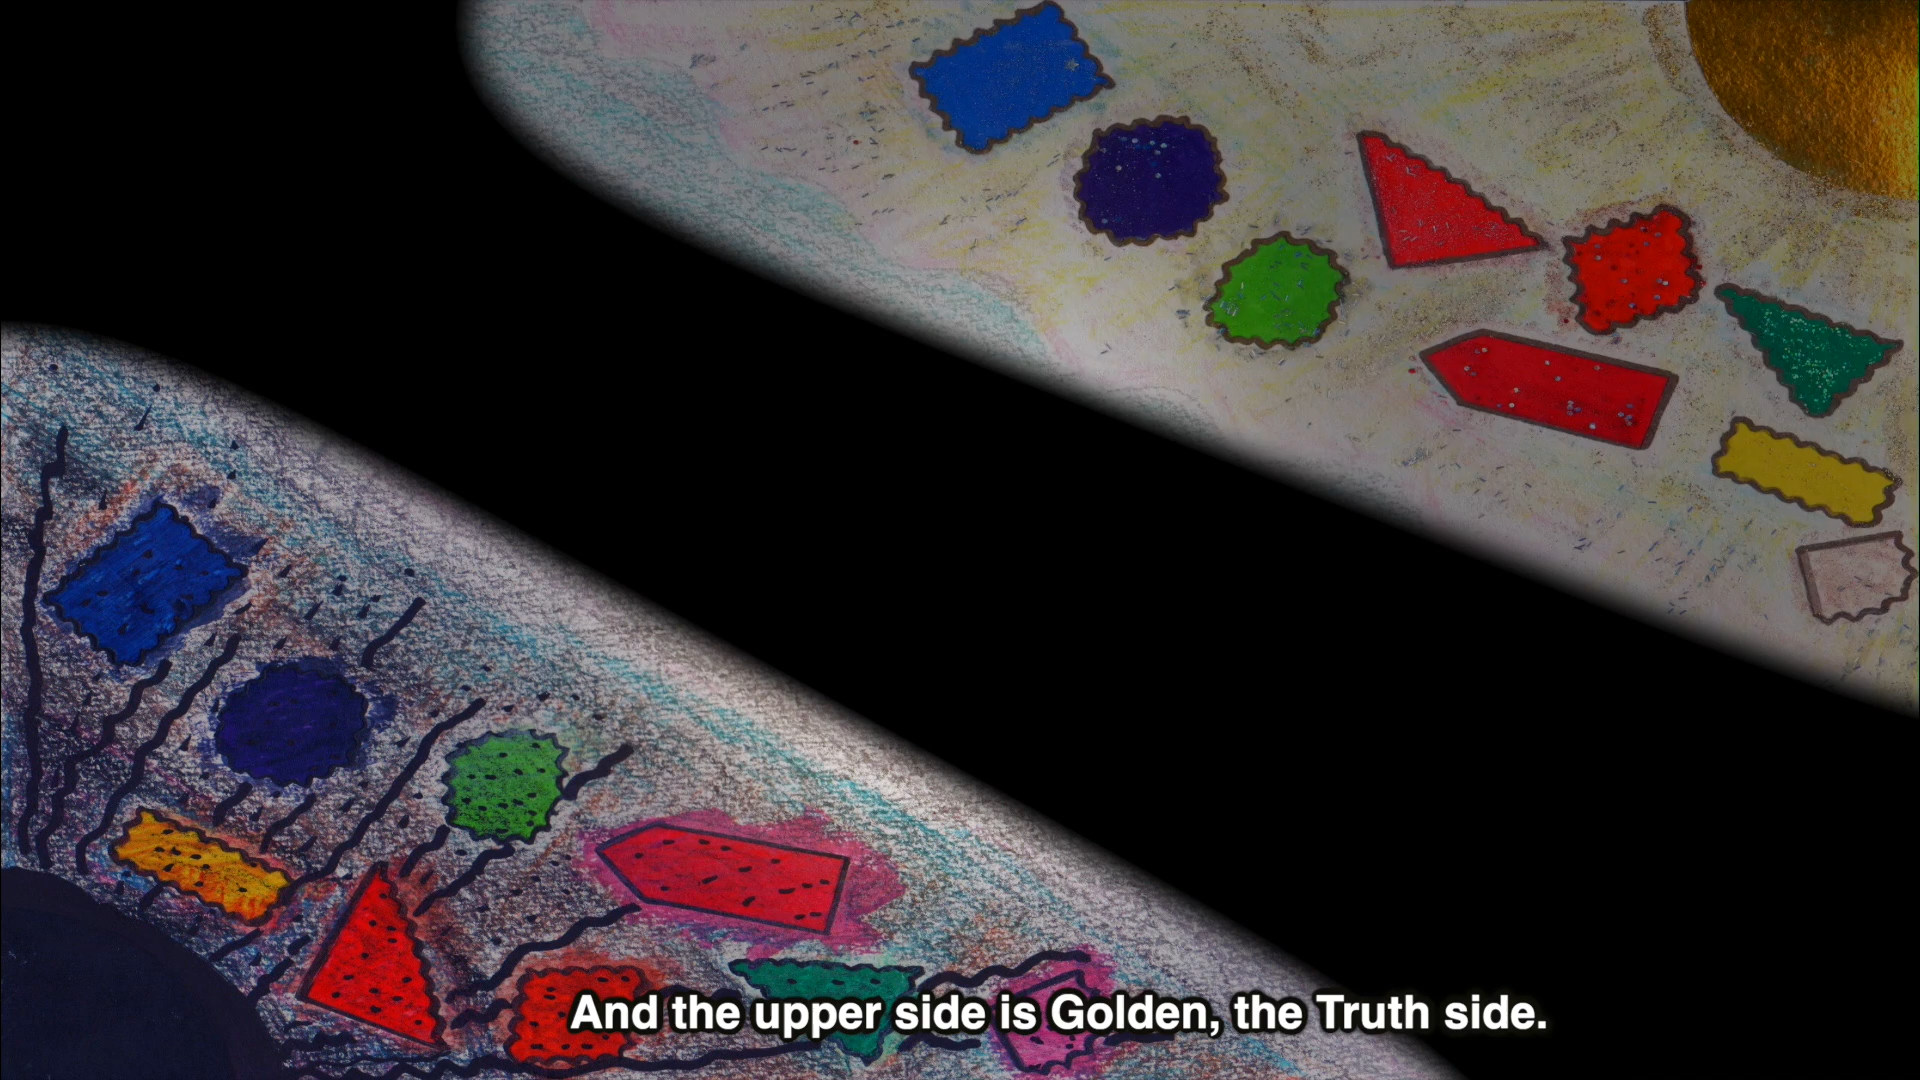 And the upper side is Golden, the Truth side.